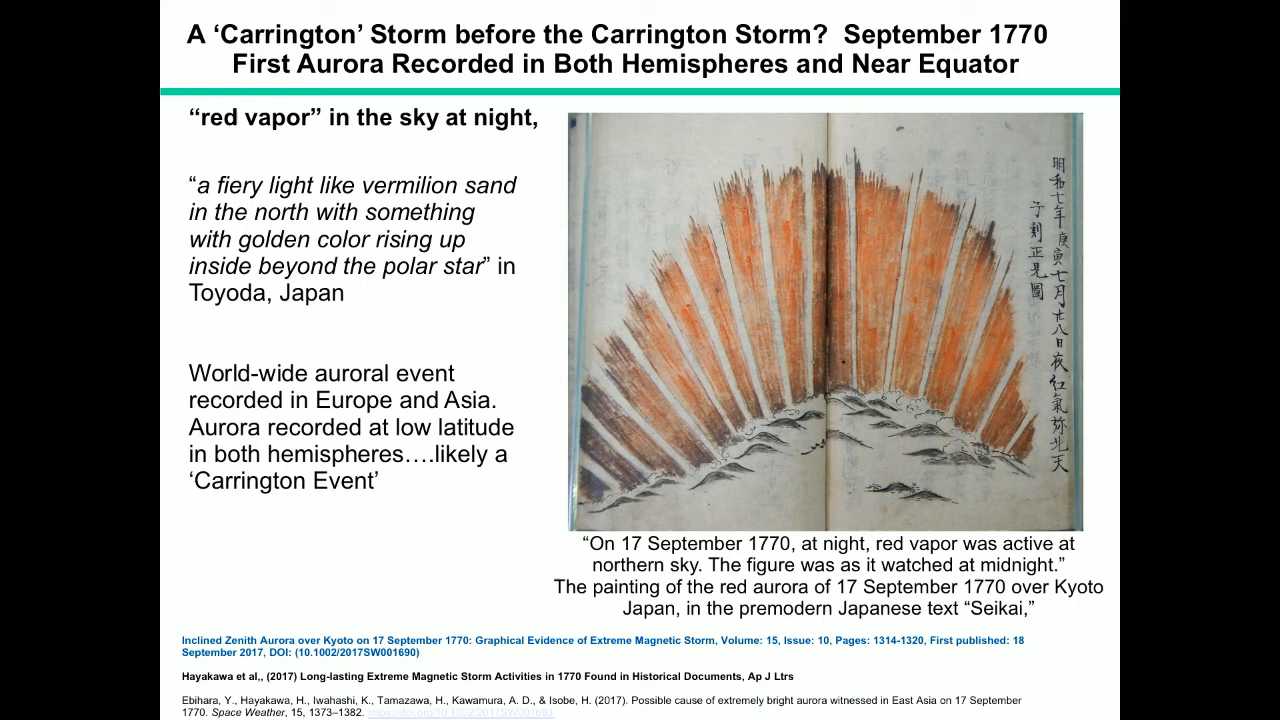 A ‘Carrington’ Storm before the Carrington Storm?  September 1770
First Aurora Recorded in Both Hemispheres and Near Equator
“red vapor” in the sky at night,
“a fiery light like vermilion sand
in the north with something
with golden color rising up
inside beyond the polar star” in
Toyoda, Japan
World-wide auroral event
recorded in Europe and Asia.
Aurora recorded at low latitude
in both hemispheres….likely a
‘Carrington Event’
明和七年庚寅七月廿八日夜紅氣弥北天
子刻正見圖
“On 17 September 1770, at night, red vapor was active at
northern sky. The figure was as it watched at midnight.”
The painting of the red aurora of 17 September 1770 over Kyoto
Japan, in the premodern Japanese text “Seikai,”
Inclined Zenith Aurora over Kyoto on 17 September 1770: Graphical Evidence of Extreme Magnetic Storm, Volume: 15, Issue: 10, Pages: 1314-1320, First published: 18
September 2017, DOI: (10.1002/2017SW001690)
Hayakawa et al,, (2017) Long-lasting Extreme Magnetic Storm Activities in 1770 Found in Historical Documents, Ap J Ltrs
Ebihara, Y., Hayakawa, H., Iwahashi, K., Tamazawa, H., Kawamura, A. D., & Isobe, H. (2017). Possible cause of extremely bright aurora witnessed in East Asia on 17 September
1770. Space Weather, 15, 1373–1382. https://doi.org/10.1002/2017SW001693